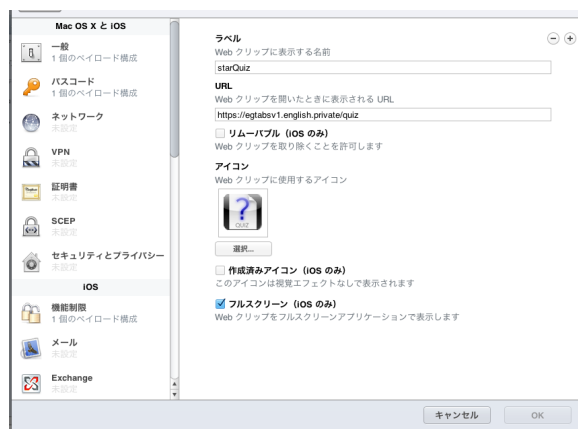 Mac OS X と iOS
一般
1 個のペイロード構成
パスコード
1 個のペイロード構成
ネットワーク
未設定
VPN
未設定
証明書
未設定
SCEP
未設定
セキュリティとプライバシー
未設定
iOS
機能制限
1 個のペイロード構成
メール
未設定
Exchange
未設定
ラベル
Web クリップに表示する名前
starQuiz
URL
Web クリップを開いたときに表示される URL
https://egtabsv1.english.private/quiz
リムーバブル（iOS のみ）
Web クリップを取り除くことを許可します
アイコン
Web クリップに使用するアイコン
?
QUIZ
選択...
作成済みアイコン（iOS のみ）
このアイコンは視覚エフェクトなしで表示されます
フルスクリーン（iOS のみ）
Web クリップをフルスクリーンアプリケーションで表示します
キャンセル
OK